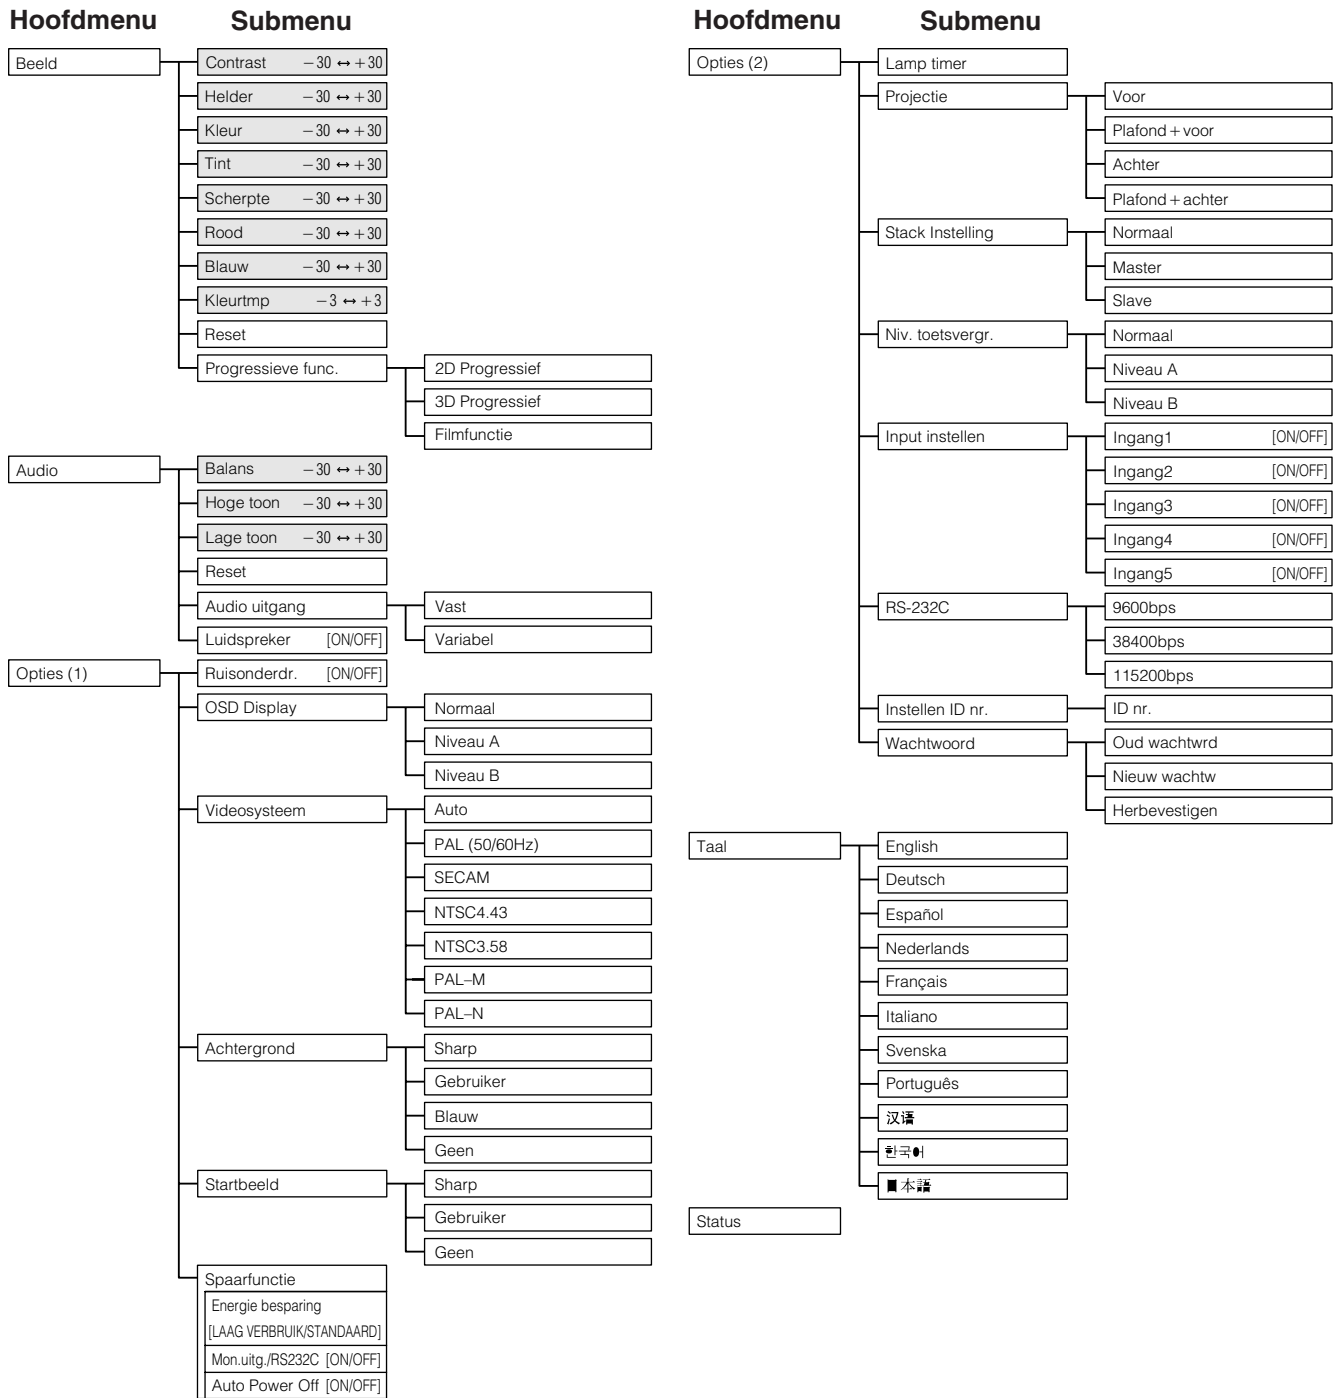 Hoofdmenu
Submenu
Beeld
Contrast −30 ↔ +30
Helder −30 ↔ +30
Kleur −30 ↔ +30
Tint −30 ↔ +30
Scherpte −30 ↔ +30
Rood −30 ↔ +30
Blauw −30 ↔ +30
Kleurtmp −3 ↔ +3
Reset
Progressieve func.
2D Progressief
3D Progressief
Filmfunctie
Audio
Balans −30 ↔ +30
Hoge toon −30 ↔ +30
Lage toon −30 ↔ +30
Reset
Audio uitgang
Vast
Variabel
Luidspreker [ON/OFF]
Opties (1)
Ruisonderdr. [ON/OFF]
OSD Display
Normaal
Niveau A
Niveau B
Videosysteem
Auto
PAL (50/60Hz)
SECAM
NTSC4.43
NTSC3.58
PAL–M
PAL–N
Achtergrond
Sharp
Gebruiker
Blauw
Geen
Startbeeld
Sharp
Gebruiker
Geen
Spaarfunctie
Energie besparing
[LAAG VERBRUIK/STANDAARD]
Mon.uitg./RS232C [ON/OFF]
Auto Power Off [ON/OFF]
Hoofdmenu
Submenu
Opties (2)
Lamp timer
Projectie
Voor
Plafond+voor
Achter
Plafond+achter
Stack Instelling
Normaal
Master
Slave
Niv. toetsvergr.
Normaal
Niveau A
Niveau B
Input instellen
Ingang1 [ON/OFF]
Ingang2 [ON/OFF]
Ingang3 [ON/OFF]
Ingang4 [ON/OFF]
Ingang5 [ON/OFF]
RS-232C
9600bps
38400bps
115200bps
Instellen ID nr.
ID nr.
Wachtwoord
Oud wachtwrd
Nieuw wachtw
Herbevestigen
Taal
English
Deutsch
Español
Nederlands
Français
Italiano
Svenska
Português
汉语
한국어
日本語
Status